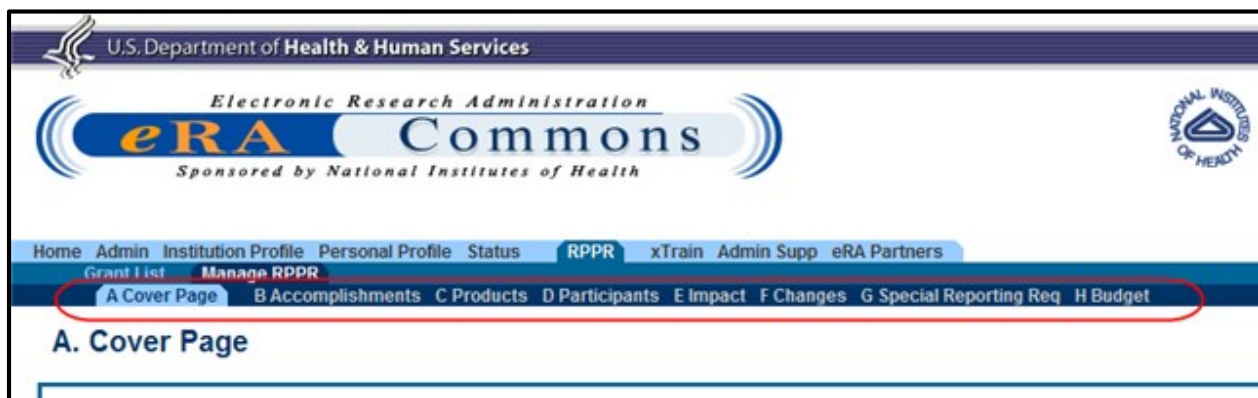 U.S. Department of Health & Human Services
Electronic Research Administration
eRA Commons
Sponsored by National Institutes of Health
NATIONAL INSTITUTES OF HEALTH
Home Admin Institution Profile Personal Profile Status RPPR xTrain Admin Supp eRA Partners
Grant List Manage RPPR
A Cover Page B Accomplishments C Products D Participants E Impact F Changes G Special Reporting Req H Budget
A. Cover Page